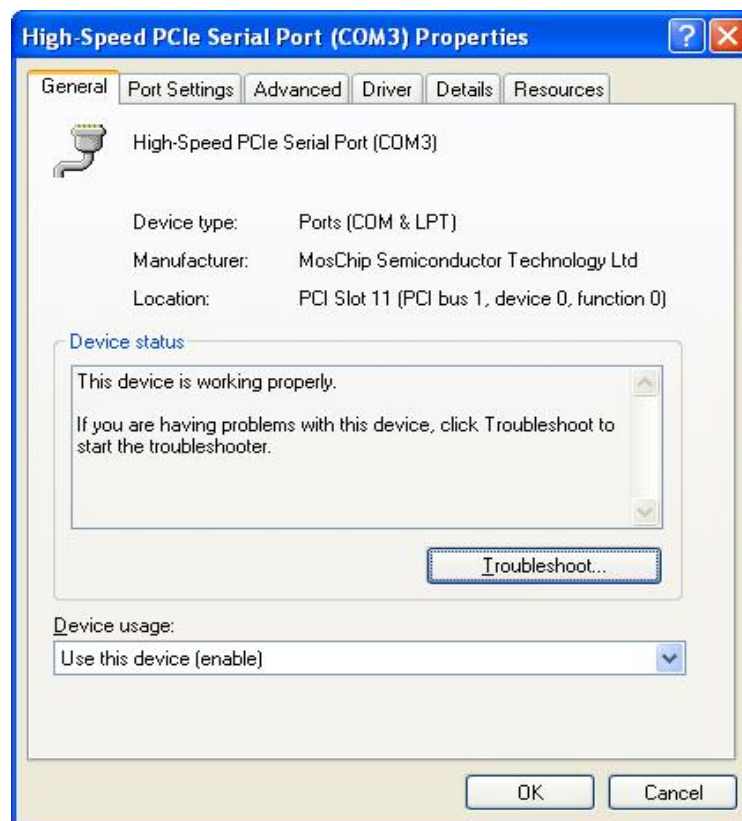 High-Speed PCIe Serial Port (COM3) Properties
General Port Settings Advanced Driver Details Resources
High-Speed PCIe Serial Port (COM3)
Device type: Ports (COM & LPT)
Manufacturer: MosChip Semiconductor Technology Ltd
Location: PCI Slot 11 (PCI bus 1, device 0, function 0)
Device status
This device is working properly.
If you are having problems with this device, click Troubleshoot to
start the troubleshooter.
Troubleshoot...
Device usage:
Use this device (enable)
OK Cancel